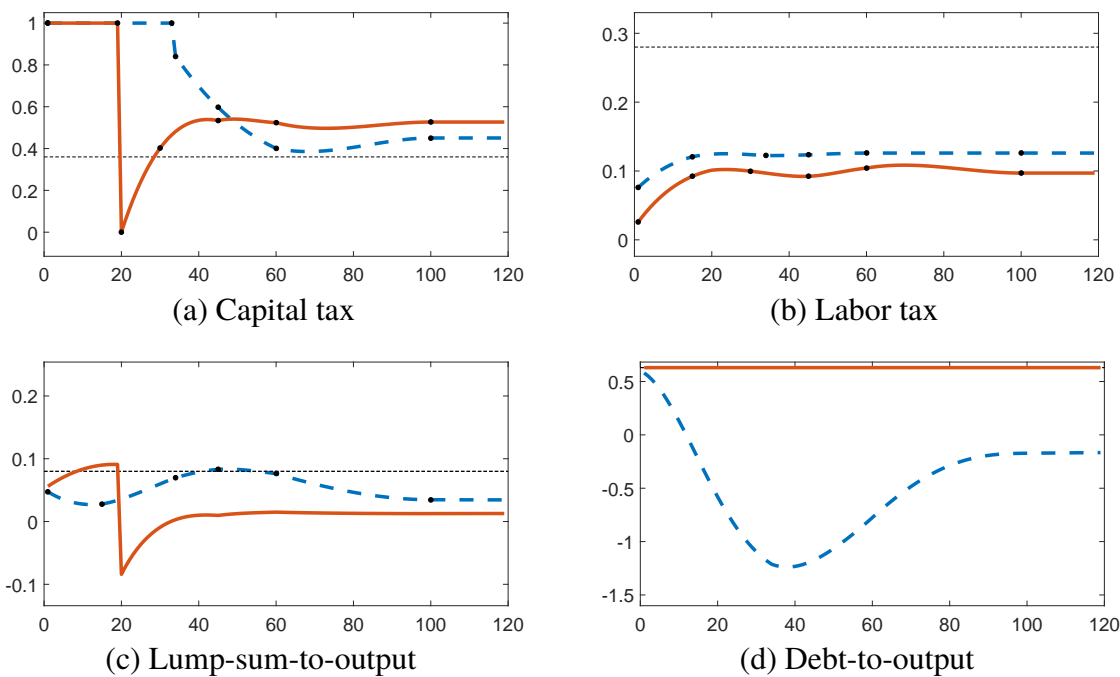 1
0.8
0.6
0.4
0.2
0
0 20 40 60 80 100 120
(a) Capital tax
0.3
0.2
0.1
0
0 20 40 60 80 100 120
(b) Labor tax
0.2
0.1
0
-0.1
0 20 40 60 80 100 120
(c) Lump-sum-to-output
0.5
0
-0.5
-1
-1.5
0 20 40 60 80 100 120
(d) Debt-to-output